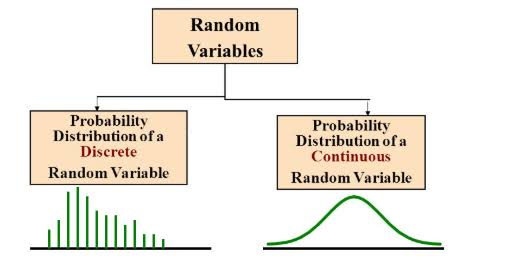 Random
Variables
Probability
Distribution of a
Discrete
Random Variable
Probability
Distribution of a
Continuous
Random Variable